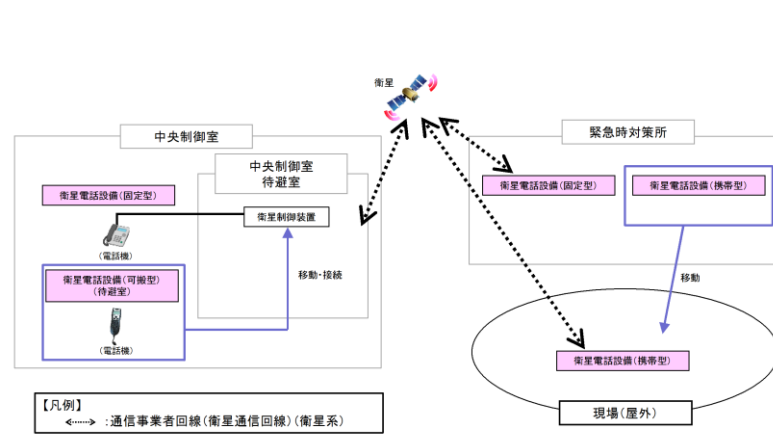 衛星
中央制御室
緊急時対策所
中央制御室
待避室
衛星電話設備(固定型)
衛星制御装置
(電話機)
衛星電話設備(可搬型)
(待避室)
(電話機)
移動・接続
衛星電話設備(固定型)
衛星電話設備(携帯型)
移動
衛星電話設備(携帯型)
現場(屋外)
【凡例】
:通信事業者回線(衛星通信回線)(衛星系)